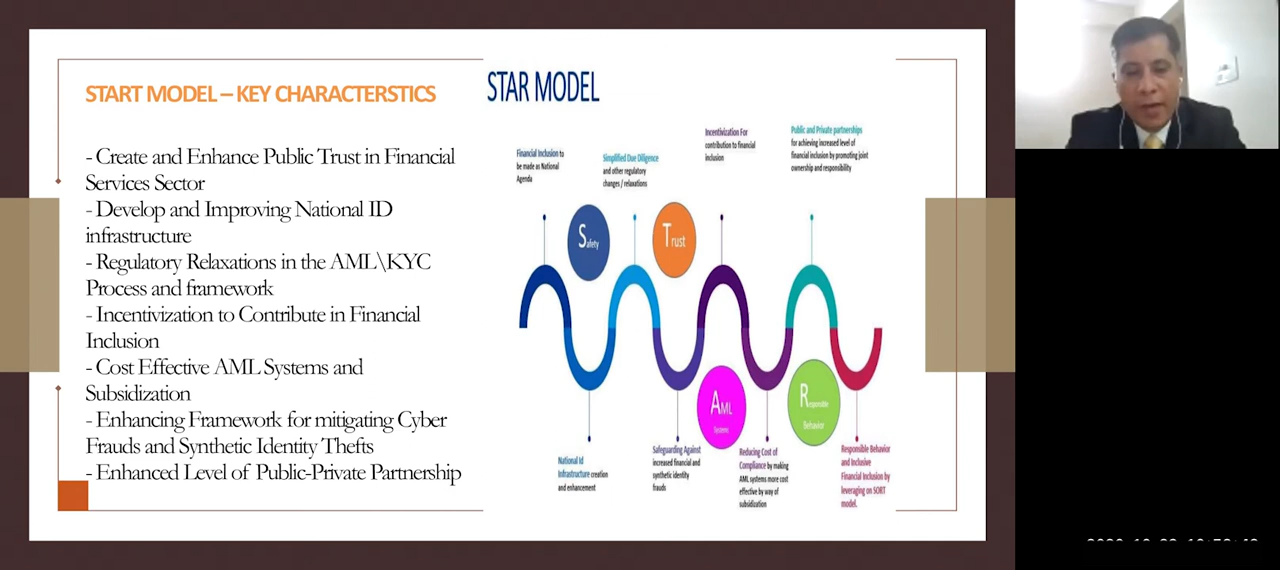 START MODEL – KEY CHARACTERSTICS
- Create and Enhance Public Trust in Financial
Services Sector
- Develop and Improving National ID
infrastructure
- Regulatory Relaxations in the AML\KYC
Process and framework
- Incentivization to Contribute in Financial
Inclusion
- Cost Effective AML Systems and
Subsidization
- Enhancing Framework for mitigating Cyber
Frauds and Synthetic Identity Thefts
- Enhanced Level of Public-Private Partnership
STAR MODEL
Financial Inclusion to
be made as National
Agenda
Simplified Due Diligence
and other regulatory
changes / relaxations
Incentivization For
contribution to financial
inclusion
Public and Private partnerships
for achieving increased level of
financial inclusion by promoting joint
ownership and responsibility
Safety
Trust
AML
Systems
Responsible
Behavior
National Id
Infrastructure creation
and enhancement
Safeguarding Against
increased financial and
synthetic identity
frauds
Reducing Cost of
Compliance by making
AML systems more cost
effective by way of
subsidization
Responsible Behavior
and Inclusive
Financial Inclusion by
leveraging on SORT
model.